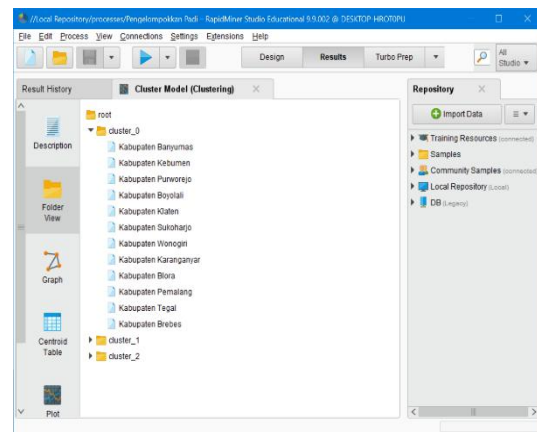 //Local Repository/processes/Pengelompokkan Padi - RapidMiner Studio Educational 9.9.002 @ DESKTOP-HROT0PU
File Edit Process View Connections Settings Extensions Help
Design Results Turbo Prep
All
Studio
Result History
Cluster Model (Clustering)
Repository
Import Data
Description
Folder
View
Graph
Centroid
Table
Plot
root
cluster_0
Kabupaten Banyumas
Kabupaten Kebumen
Kabupaten Purworejo
Kabupaten Boyolali
Kabupaten Klaten
Kabupaten Sukoharjo
Kabupaten Wonogiri
Kabupaten Karanganyar
Kabupaten Blora
Kabupaten Pemalang
Kabupaten Tegal
Kabupaten Brebes
cluster_1
cluster_2
Training Resources (connected)
Samples
Community Samples (connected)
Local Repository (Local)
DB (Legacy)